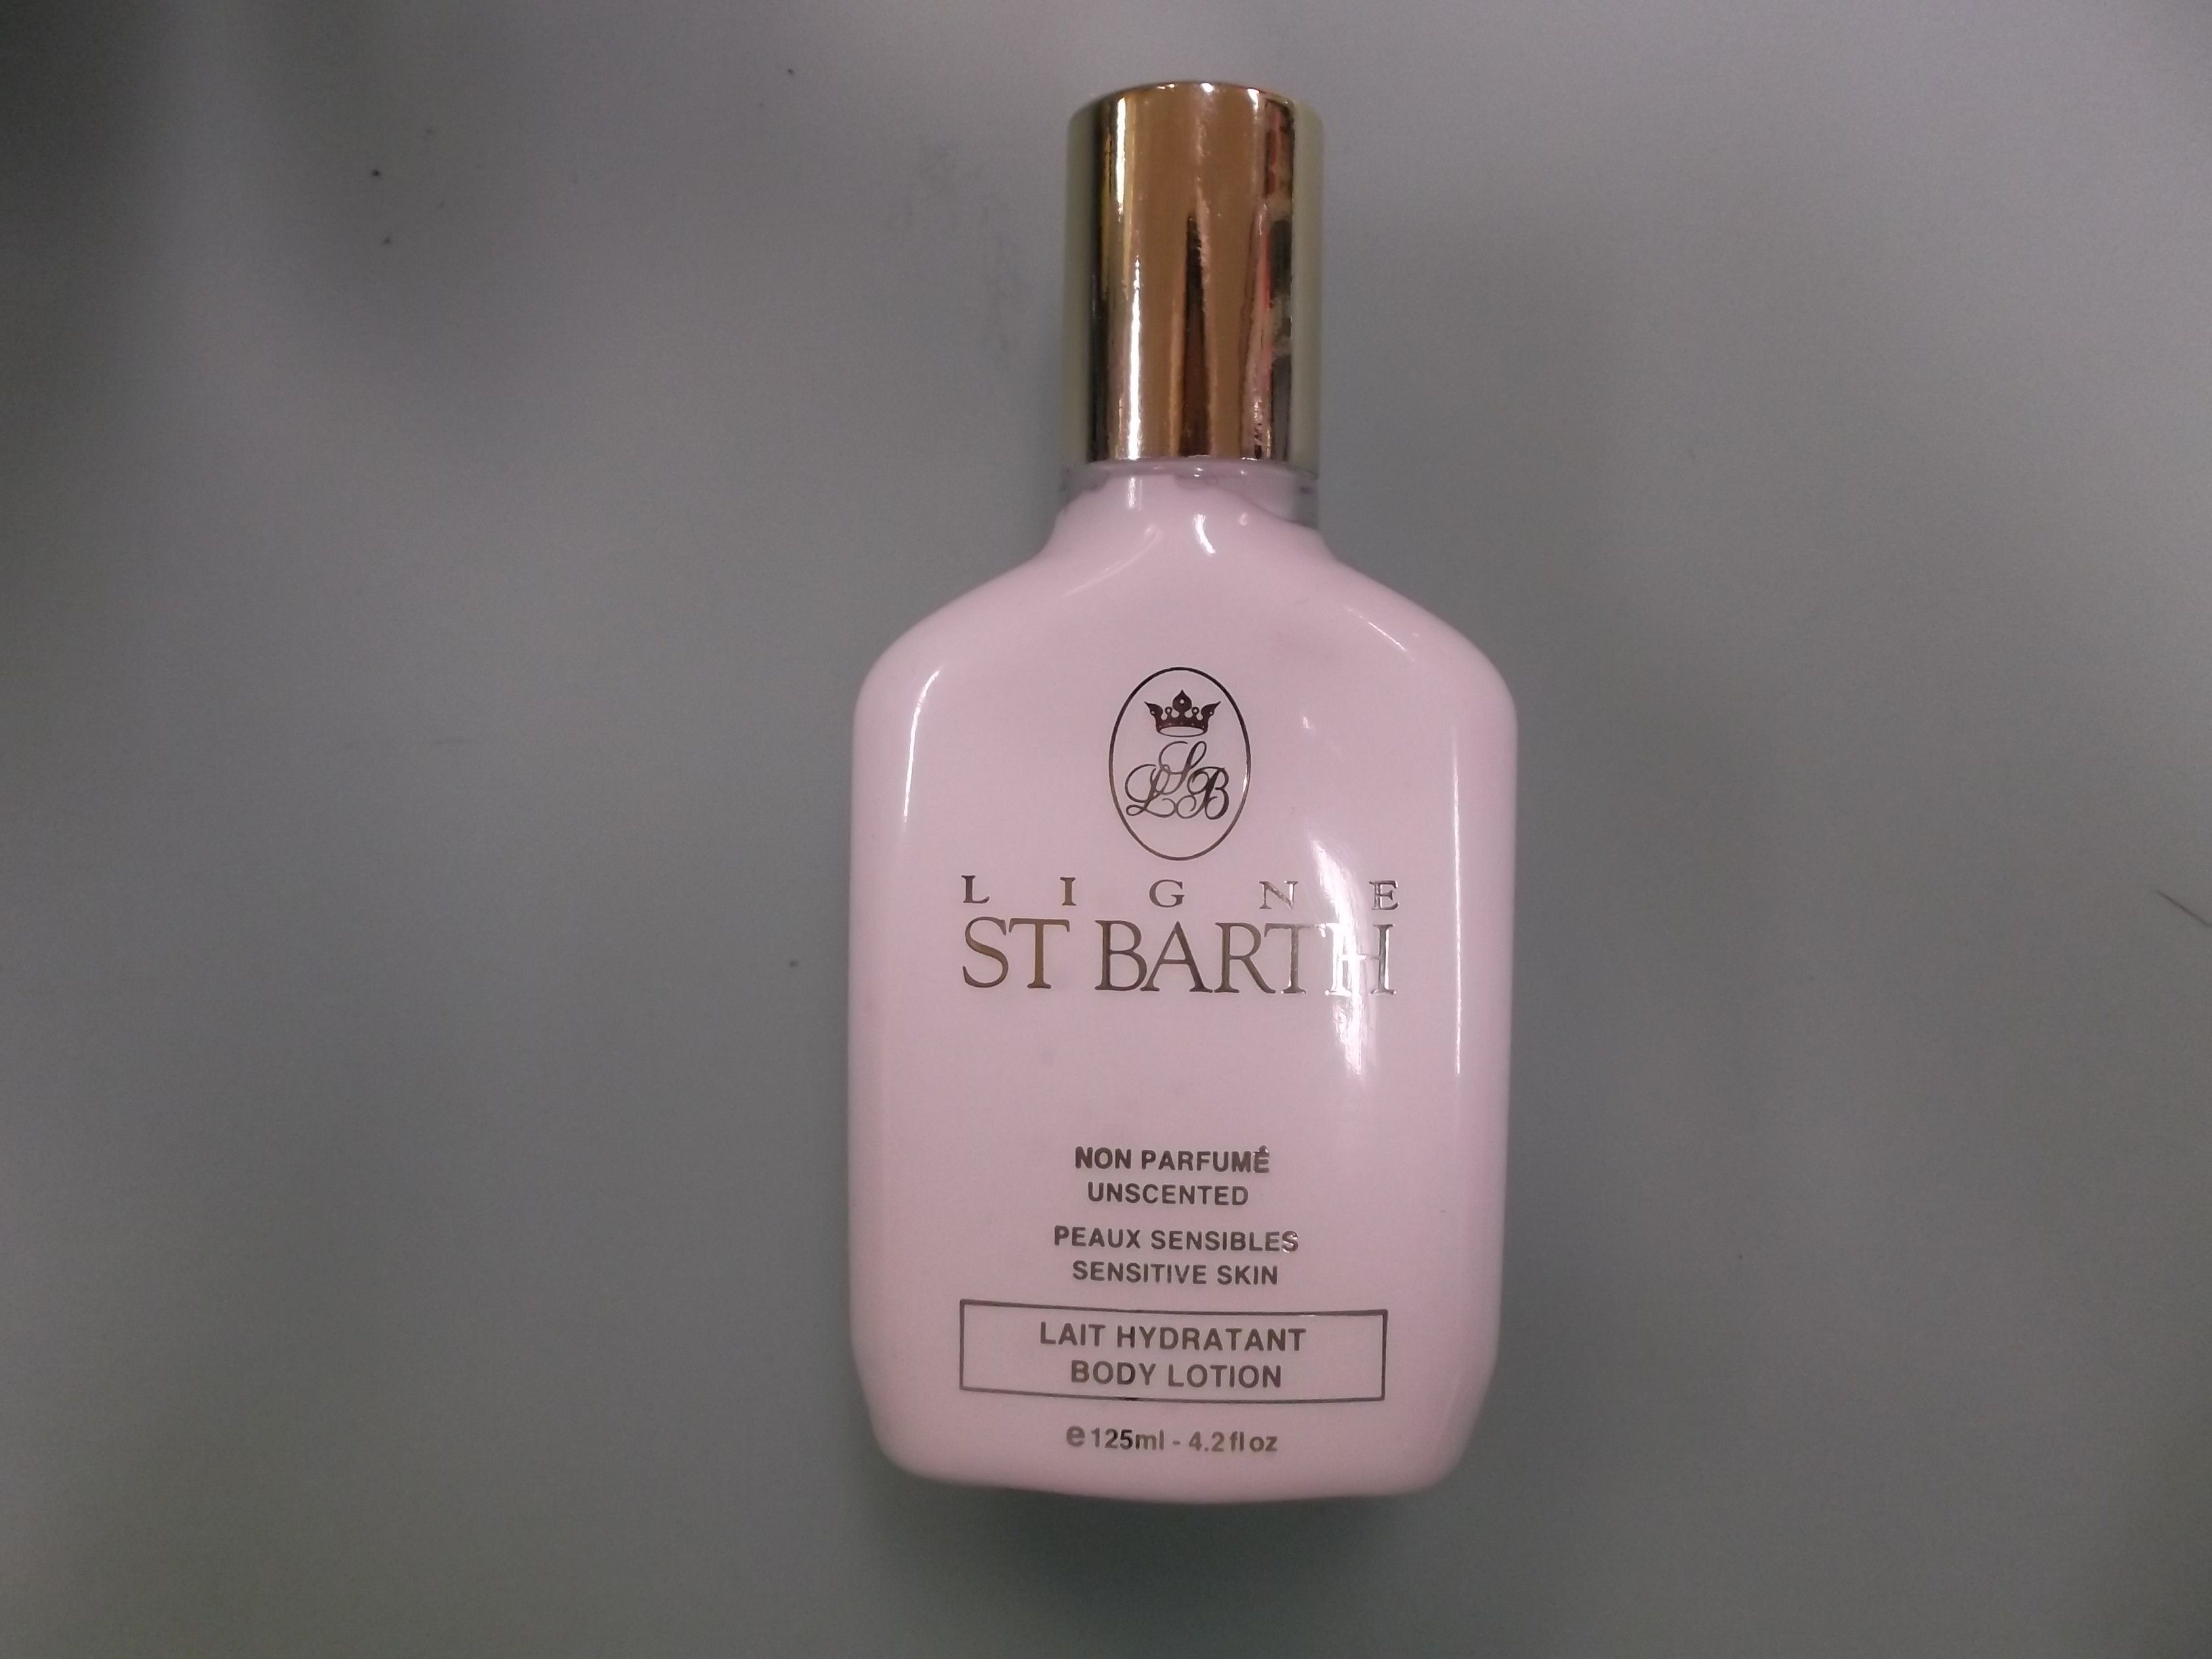 LSB
LIGNE
ST BARTH
NON PARFUMÉ
UNSCENTED
PEAUX SENSIBLES
SENSITIVE SKIN
LAIT HYDRATANT
BODY LOTION
e 125ml - 4.2 fl oz